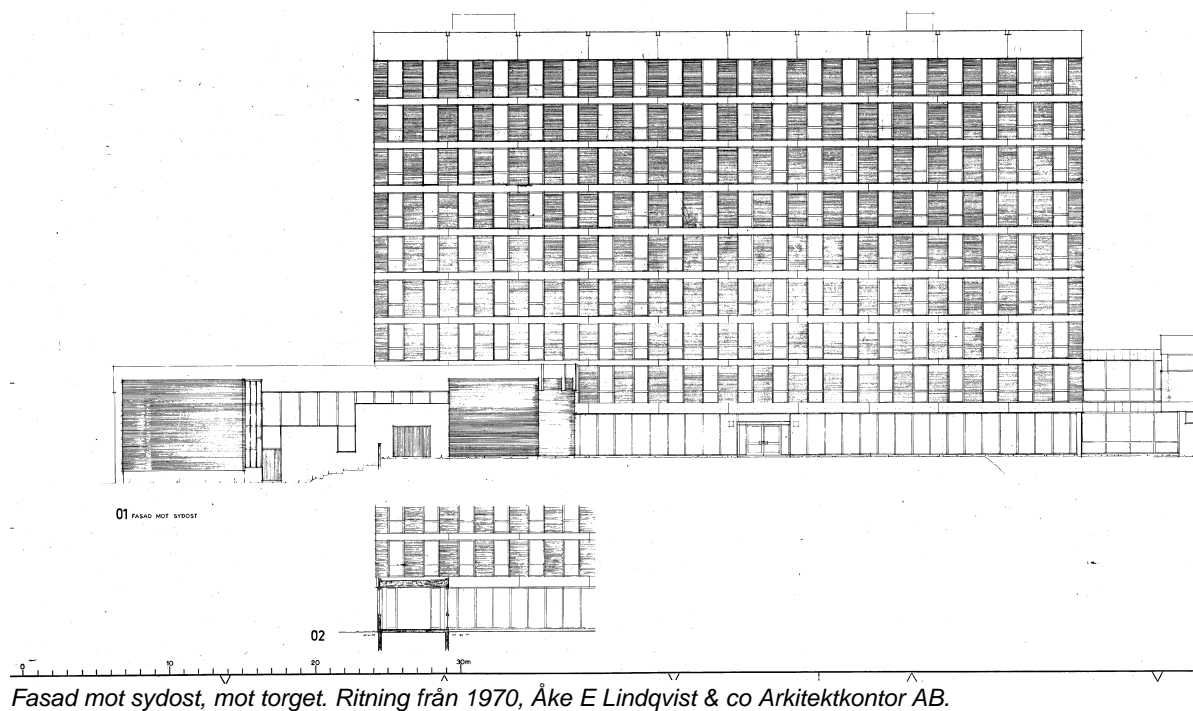 01 FASAD MOT SYDOST
02
0 10 20 30m
Fasad mot sydost, mot torget. Ritning från 1970, Åke E Lindqvist & co Arkitektkontor AB.